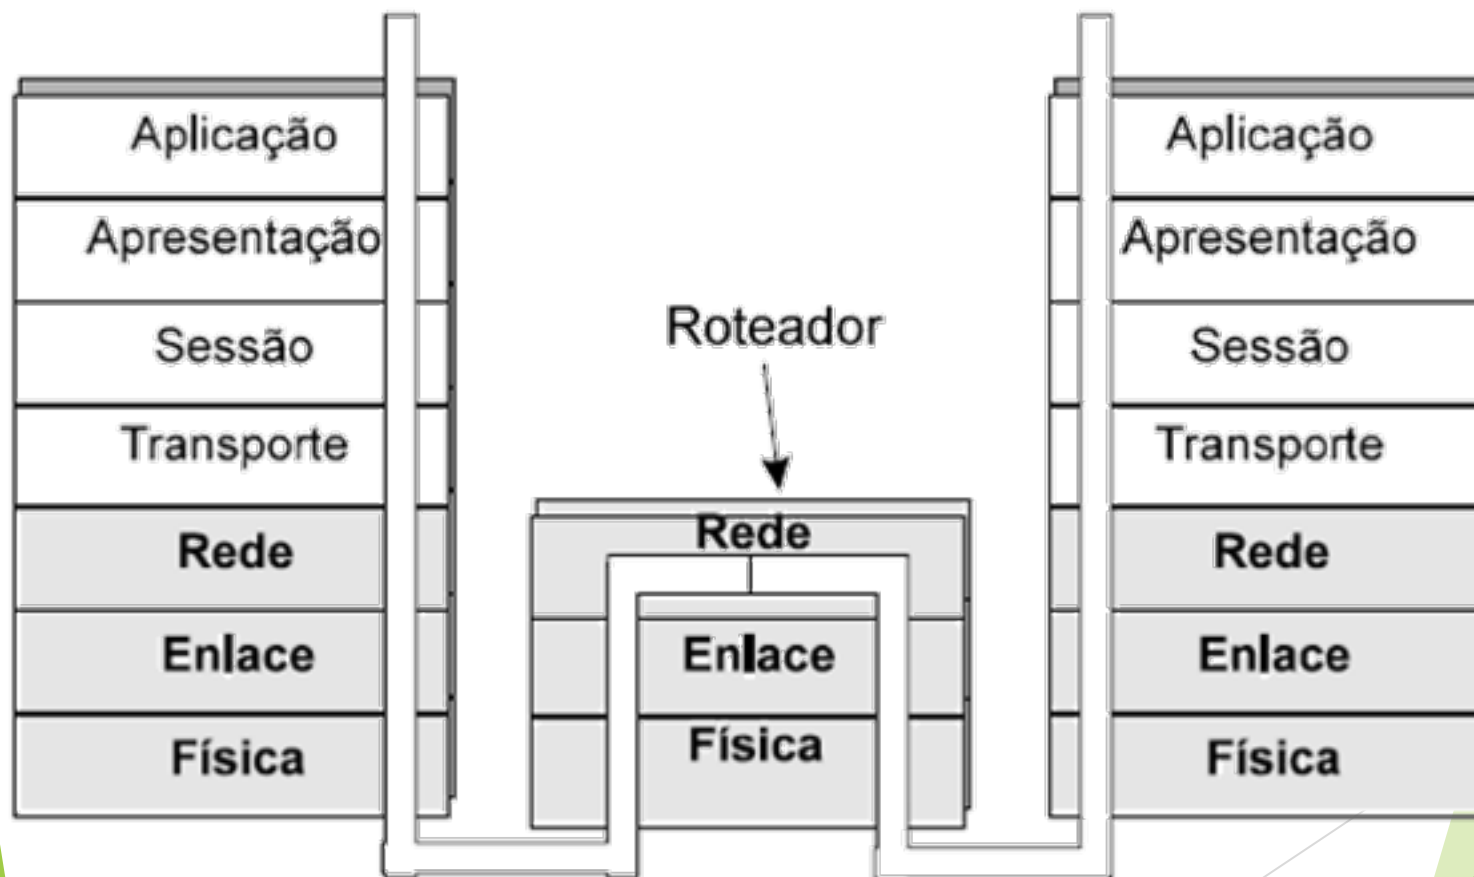 Aplicação
Apresentação
Sessão
Transporte
Rede
Enlace
Física
Roteador
Rede
Enlace
Física
Aplicação
Apresentação
Sessão
Transporte
Rede
Enlace
Física